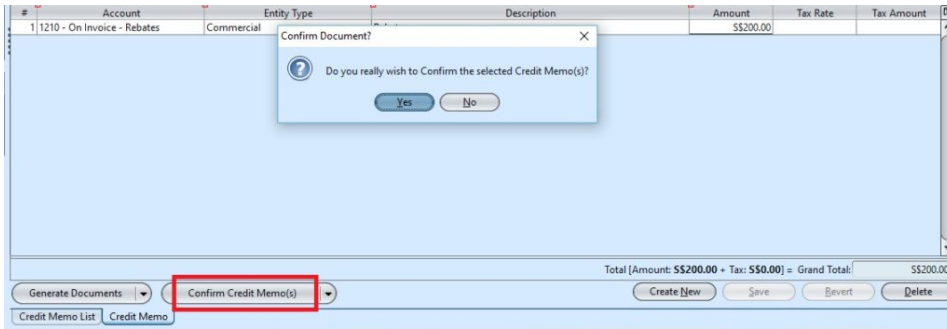 # Account Entity Type Description Amount Tax Rate Tax Amount
1 1210 - On Invoice - Rebates Commercial S$200.00
Confirm Document?
Do you really wish to Confirm the selected Credit Memo(s)?
Yes No
Total [Amount: S$200.00 + Tax: S$0.00] = Grand Total: S$200.00
Generate Documents Confirm Credit Memo(s) Create New Save Revert Delete
Credit Memo List Credit Memo